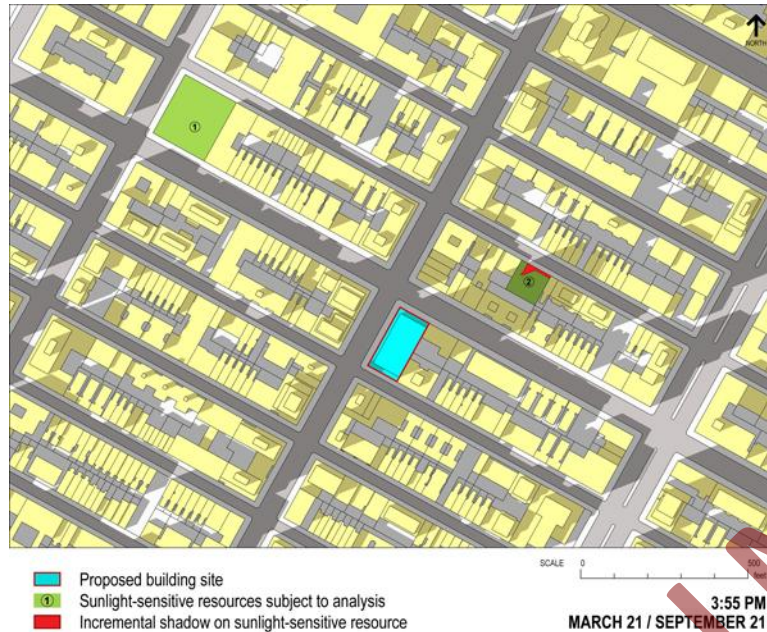 NORTH
①
②
Proposed building site
① Sunlight-sensitive resources subject to analysis
Incremental shadow on sunlight-sensitive resource
SCALE 0 500
feet
3:55 PM
MARCH 21 / SEPTEMBER 21